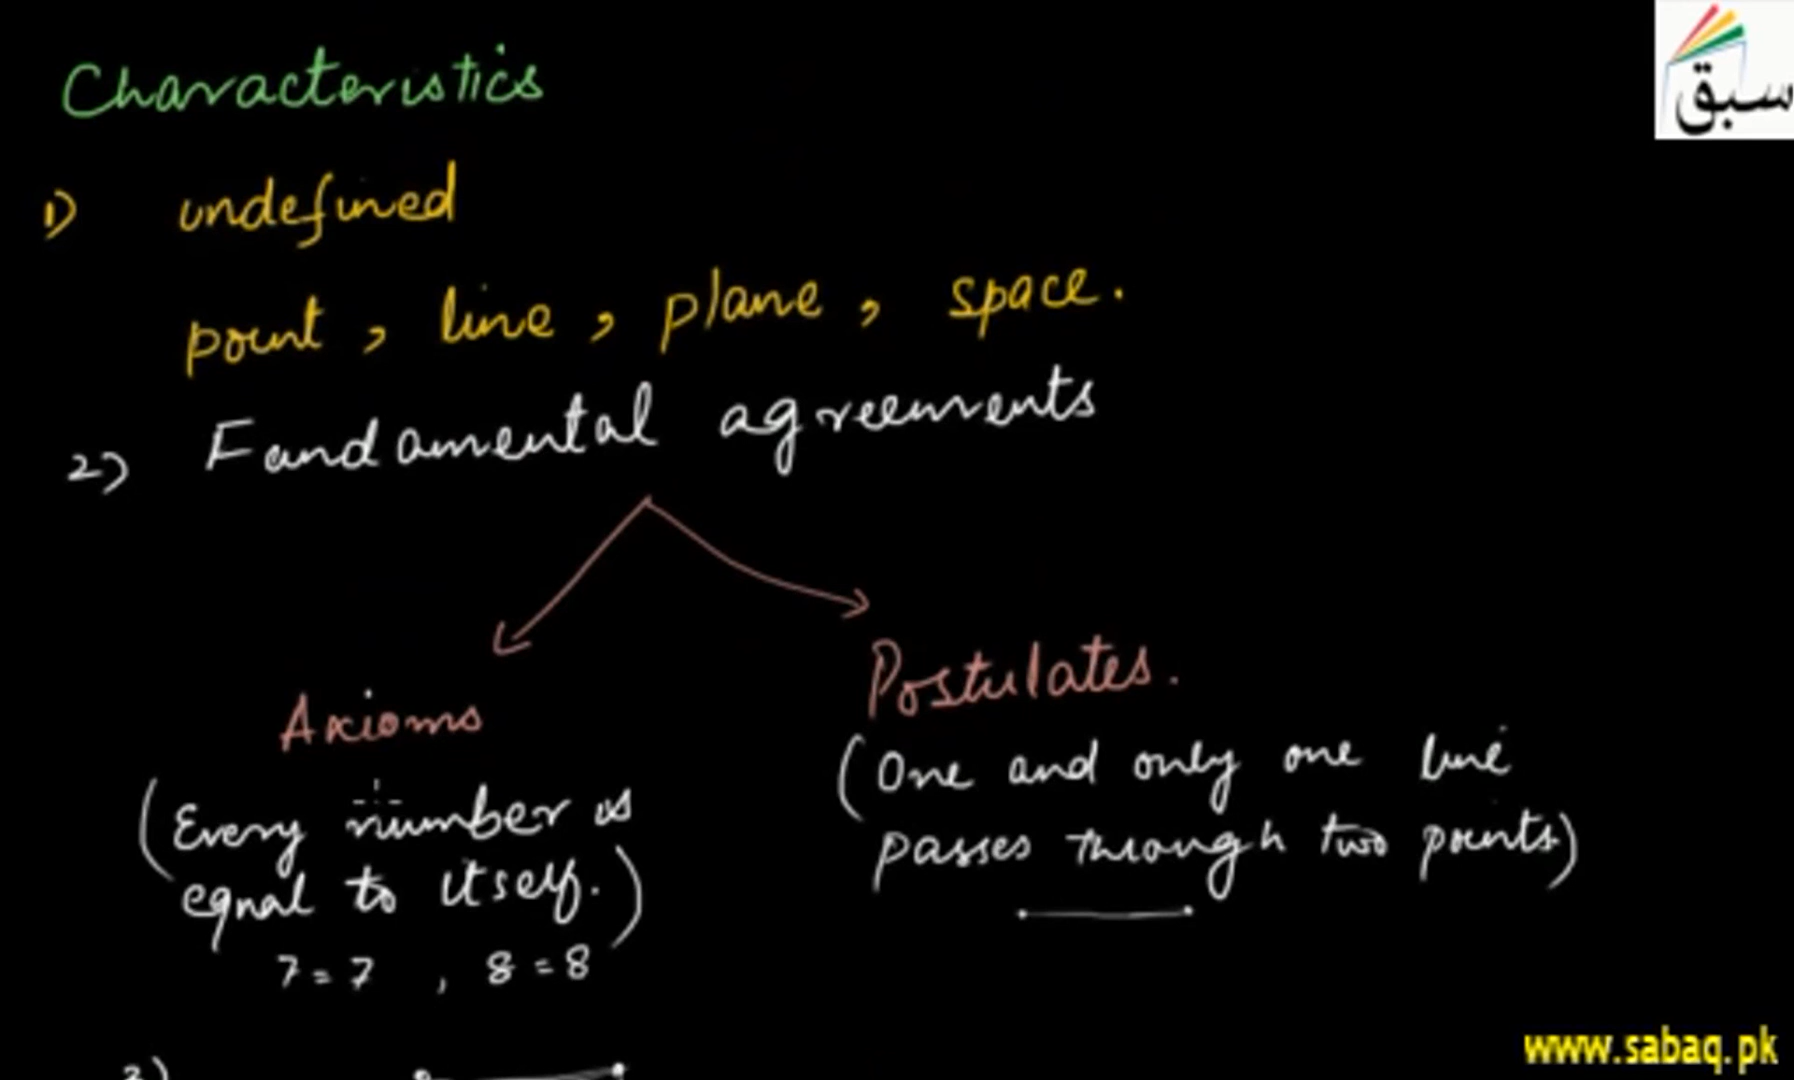 سبق
Characteristics
1) undefined
point, line, plane, space.
2) Fundamental agreements
Axioms
Postulates.
(Every number is
equal to itself.)
7=7, 8=8
(One and only one line
passes through two points)
3)
www.sabaq.pk